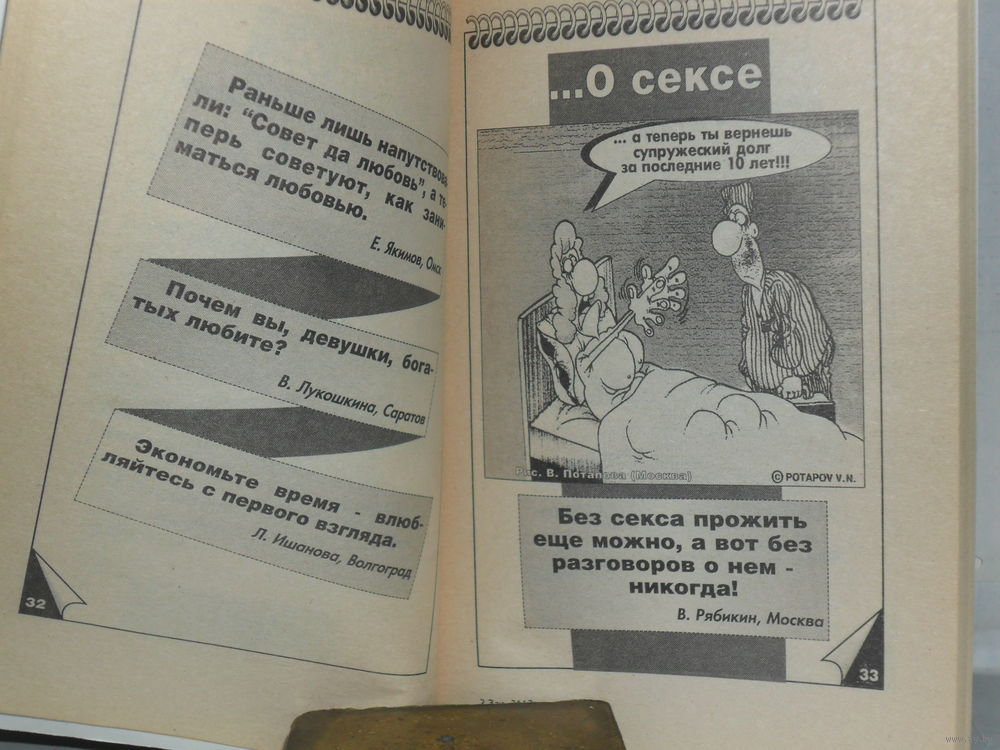 Раньше лишь напутствова
ли: "Совет да любовь", а те-
перь советуют, как зани-
маться любовью.
Е. Якимов, Омск
Почем вы, девушки, бога-
тых любите?
В. Лукошкина, Саратов
Экономьте время - влюб-
ляйтесь с первого взгляда.
Л. Ишанова, Волгоград
32
...О сексе
... а теперь ты вернешь
супружеский долг
за последние 10 лет!!!
Рис. В. Потапова (Москва)
© POTAPOV V.N.
Без секса прожить
еще можно, а вот без
разговоров о нем -
никогда!
В. Рябикин, Москва
33